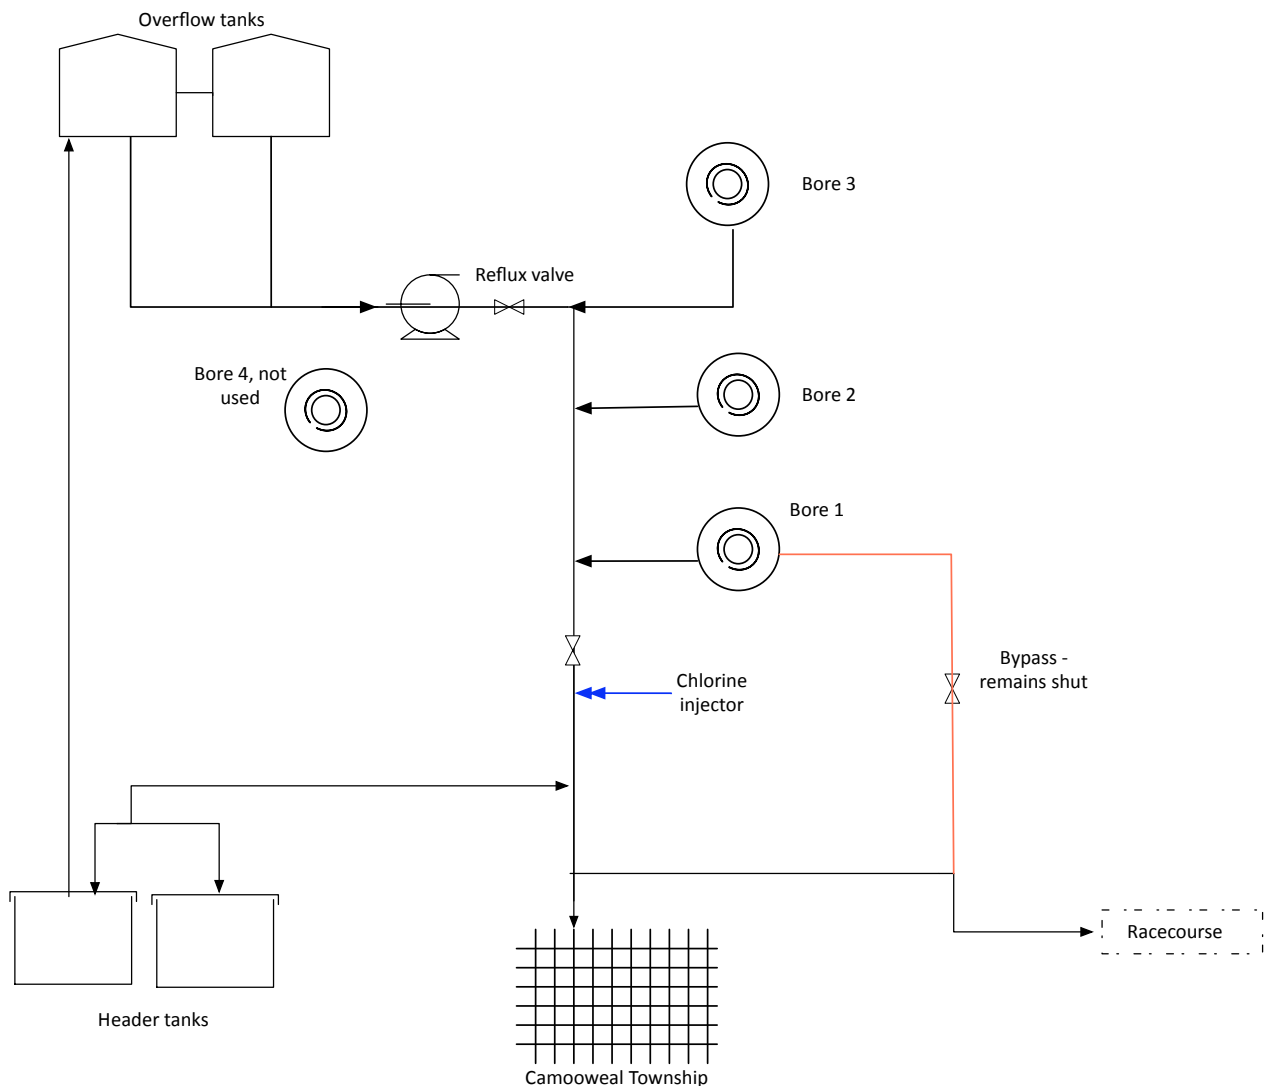 Overflow tanks
Bore 3
Reflux valve
Bore 4, not
used
Bore 2
Bore 1
Bypass -
remains shut
Chlorine
injector
Racecourse
Header tanks
Camooweal Township